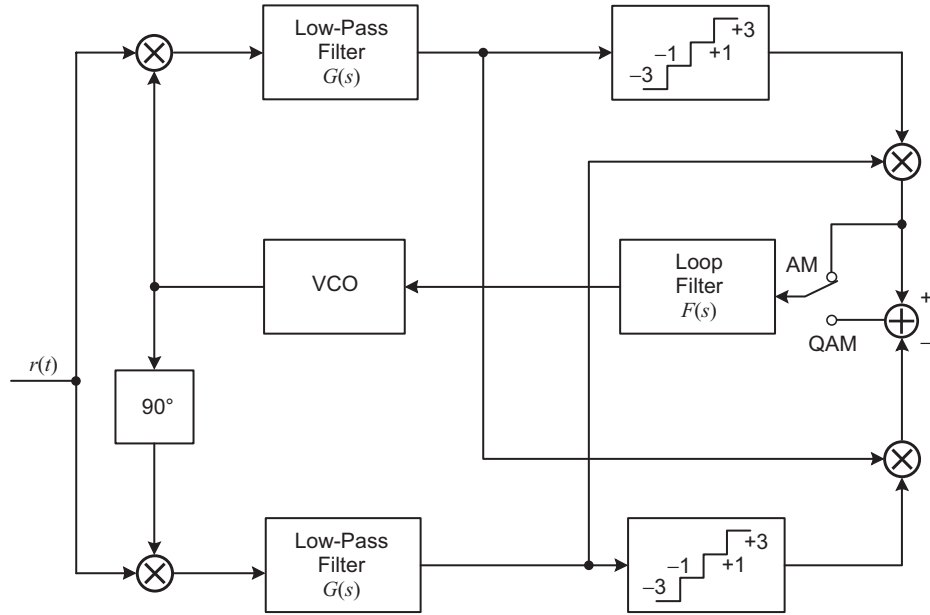 Low-Pass
Filter
G(s)
+3
−1
+1
−3
VCO
Loop
Filter
F(s)
AM
+
QAM
−
r(t)
90°
Low-Pass
Filter
G(s)
+3
−1
+1
−3